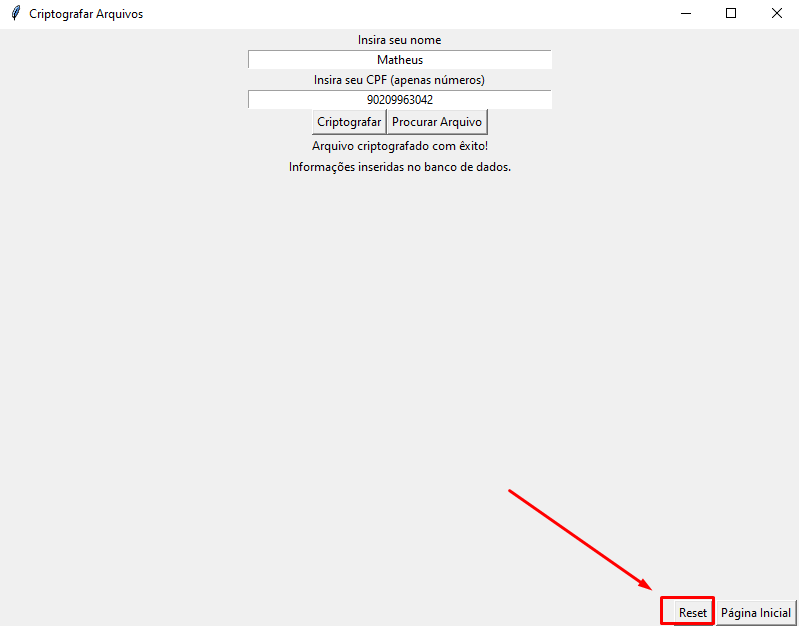 Criptografar Arquivos
Insira seu nome
Matheus
Insira seu CPF (apenas números)
90209963042
Criptografar Procurar Arquivo
Arquivo criptografado com êxito!
Informações inseridas no banco de dados.
Reset Página Inicial